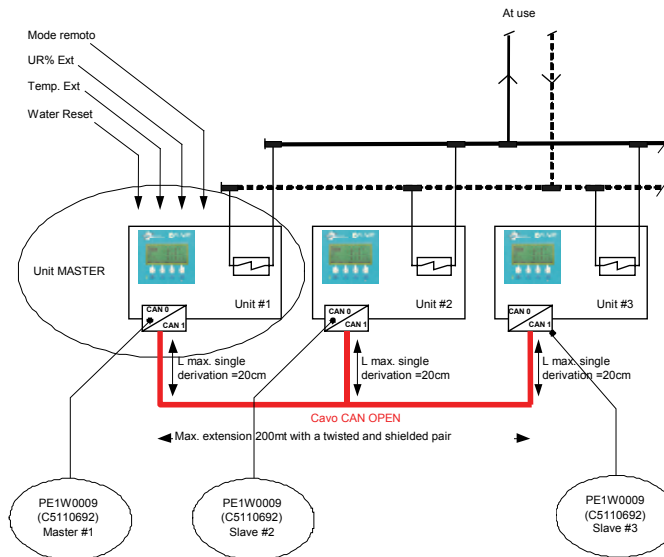 At use
Mode remoto
UR% Ext
Temp. Ext
Water Reset
Unit MASTER
Unit #1
Unit #2
Unit #3
CAN 0
CAN 1
CAN 0
CAN 1
CAN 0
CAN 1
L max. single
derivation =20cm
L max. single
derivation =20cm
L max. single
derivation =20cm
Cavo CAN OPEN
Max. extension 200mt with a twisted and shielded pair
PE1W0009
(C5110692)
Master #1
PE1W0009
(C5110692)
Slave #2
PE1W0009
(C5110692)
Slave #3